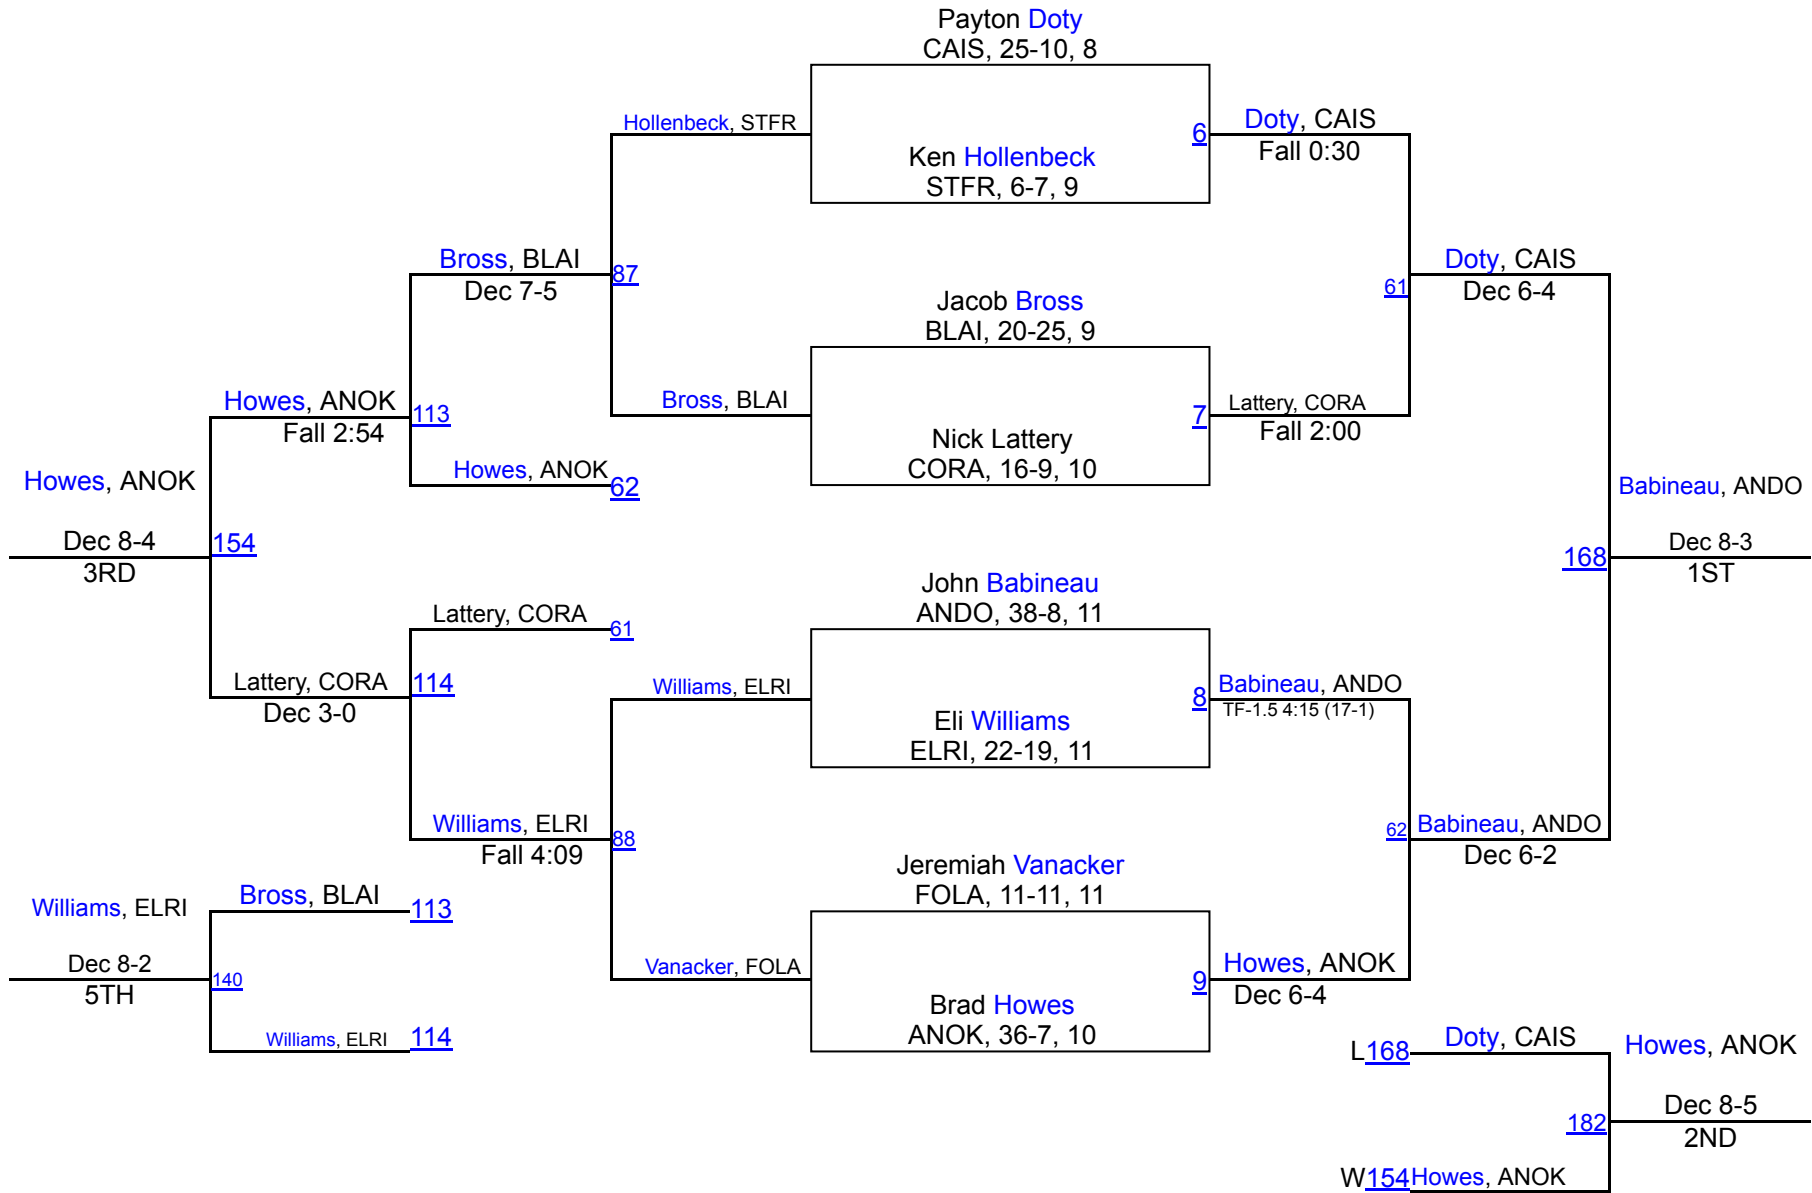 Payton Doty
CAIS, 25-10, 8
Hollenbeck, STFR
6
Doty, CAIS
Fall 0:30
Ken Hollenbeck
STFR, 6-7, 9
Bross, BLAI
Dec 7-5
87
Jacob Bross
BLAI, 20-25, 9
61
Doty, CAIS
Dec 6-4
Howes, ANOK
Fall 2:54
113
Bross, BLAI
7
Lattery, CORA
Fall 2:00
Nick Lattery
CORA, 16-9, 10
Howes, ANOK
62
Howes, ANOK
Dec 8-4
3RD
154
Babineau, ANDO
168
Dec 8-3
1ST
John Babineau
ANDO, 38-8, 11
Lattery, CORA
61
Lattery, CORA
Dec 3-0
114
Williams, ELRI
8
Babineau, ANDO
TF-1.5 4:15 (17-1)
Eli Williams
ELRI, 22-19, 11
Williams, ELRI
Fall 4:09
88
62
Babineau, ANDO
Dec 6-2
Jeremiah Vanacker
FOLA, 11-11, 11
Williams, ELRI
Dec 8-2
5TH
Bross, BLAI
113
140
Williams, ELRI
114
Vanacker, FOLA
9
Howes, ANOK
Dec 6-4
Brad Howes
ANOK, 36-7, 10
L168
Doty, CAIS
Howes, ANOK
182
Dec 8-5
2ND
W154
Howes, ANOK